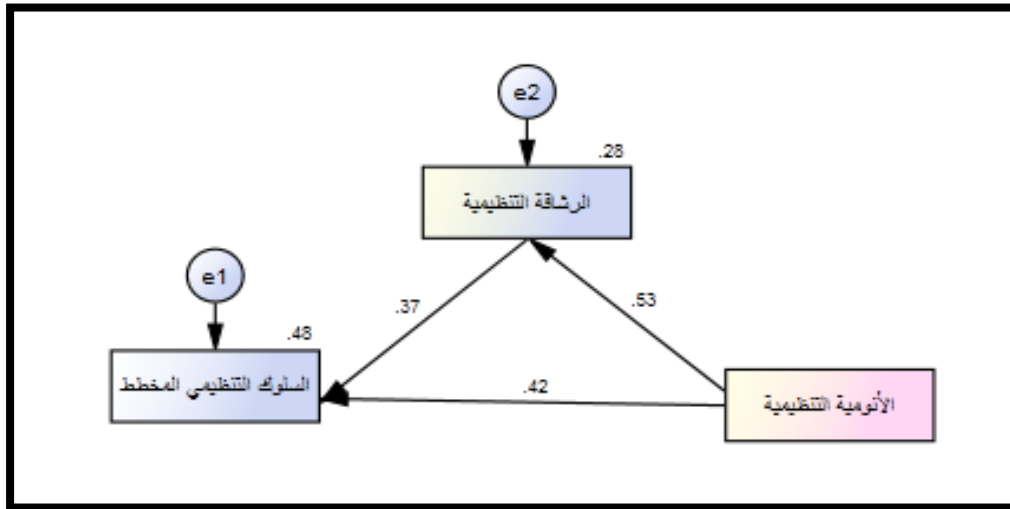 e2
.28
الرشاقة التنظيمية
e1
.37
.53
.48
السلوك التنظيمي المخطط
.42
الأنومية التنظيمية